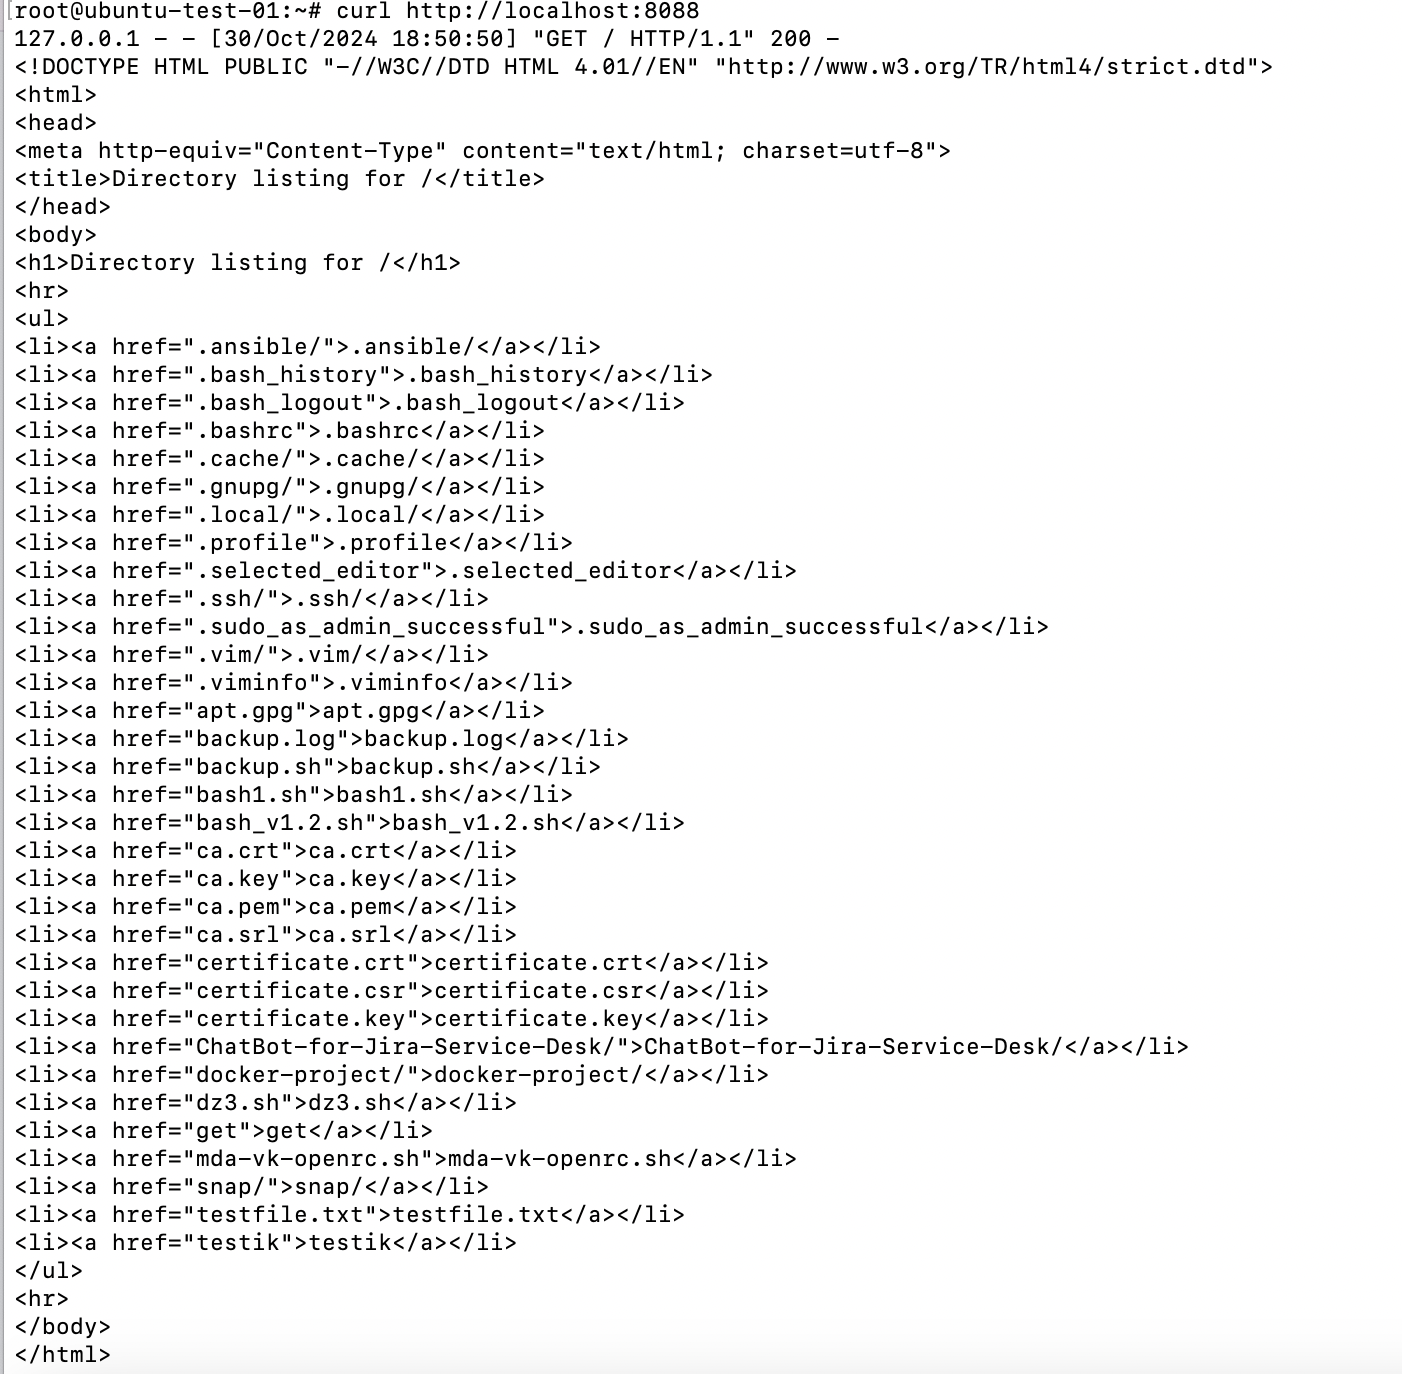 [root@ubuntu-test-01:~# curl http://localhost:8088
127.0.0.1 - - [30/Oct/2024 18:50:50] "GET / HTTP/1.1" 200 -
<!DOCTYPE HTML PUBLIC "-//W3C//DTD HTML 4.01//EN" "http://www.w3.org/TR/html4/strict.dtd">
<html>
<head>
<meta http-equiv="Content-Type" content="text/html; charset=utf-8">
<title>Directory listing for /</title>
</head>
<body>
<h1>Directory listing for /</h1>
<hr>
<ul>
<li><a href=".ansible/">.ansible/</a></li>
<li><a href=".bash_history">.bash_history</a></li>
<li><a href=".bash_logout">.bash_logout</a></li>
<li><a href=".bashrc">.bashrc</a></li>
<li><a href=".cache/">.cache/</a></li>
<li><a href=".gnupg/">.gnupg/</a></li>
<li><a href=".local/">.local/</a></li>
<li><a href=".profile">.profile</a></li>
<li><a href=".selected_editor">.selected_editor</a></li>
<li><a href=".ssh/">.ssh/</a></li>
<li><a href=".sudo_as_admin_successful">.sudo_as_admin_successful</a></li>
<li><a href=".vim/">.vim/</a></li>
<li><a href=".viminfo">.viminfo</a></li>
<li><a href="apt.gpg">apt.gpg</a></li>
<li><a href="backup.log">backup.log</a></li>
<li><a href="backup.sh">backup.sh</a></li>
<li><a href="bash1.sh">bash1.sh</a></li>
<li><a href="bash_v1.2.sh">bash_v1.2.sh</a></li>
<li><a href="ca.crt">ca.crt</a></li>
<li><a href="ca.key">ca.key</a></li>
<li><a href="ca.pem">ca.pem</a></li>
<li><a href="ca.srl">ca.srl</a></li>
<li><a href="certificate.crt">certificate.crt</a></li>
<li><a href="certificate.csr">certificate.csr</a></li>
<li><a href="certificate.key">certificate.key</a></li>
<li><a href="ChatBot-for-Jira-Service-Desk/">ChatBot-for-Jira-Service-Desk/</a></li>
<li><a href="docker-project/">docker-project/</a></li>
<li><a href="dz3.sh">dz3.sh</a></li>
<li><a href="get">get</a></li>
<li><a href="mda-vk-openrc.sh">mda-vk-openrc.sh</a></li>
<li><a href="snap/">snap/</a></li>
<li><a href="testfile.txt">testfile.txt</a></li>
<li><a href="testik">testik</a></li>
</ul>
<hr>
</body>
</html>